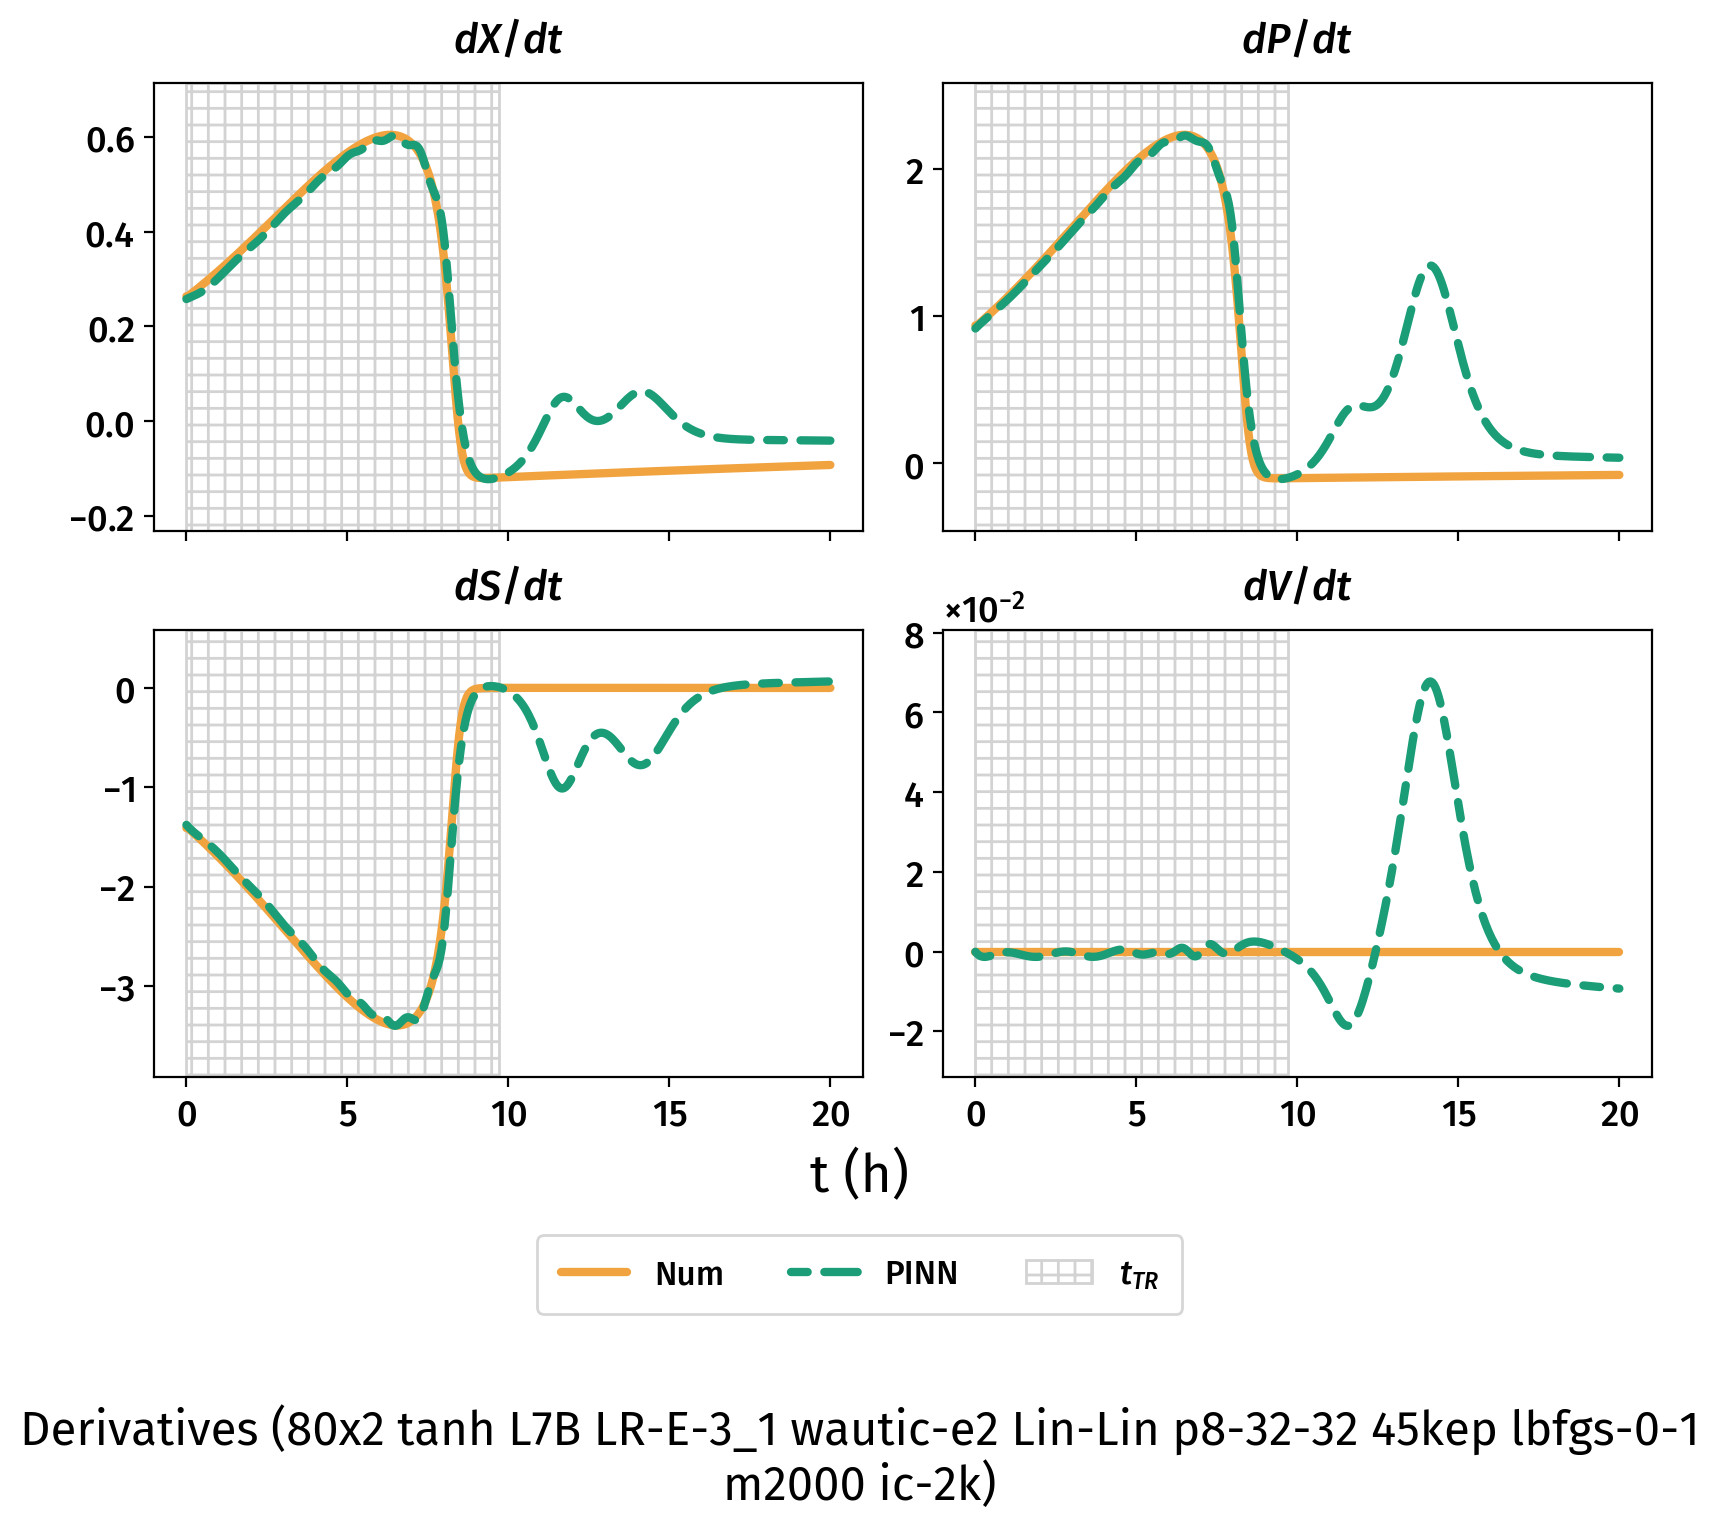 dX/dt
dP/dt
0.6
0.4
0.2
0.0
−0.2
2
1
0
dS/dt
dV/dt
×10⁻²
0
−1
−2
−3
8
6
4
2
0
−2
0 5 10 15 20
0 5 10 15 20
t (h)
Num PINN t_TR
Derivatives (80x2 tanh L7B LR-E-3_1 wautic-e2 Lin-Lin p8-32-32 45kep lbfgs-0-1
m2000 ic-2k)